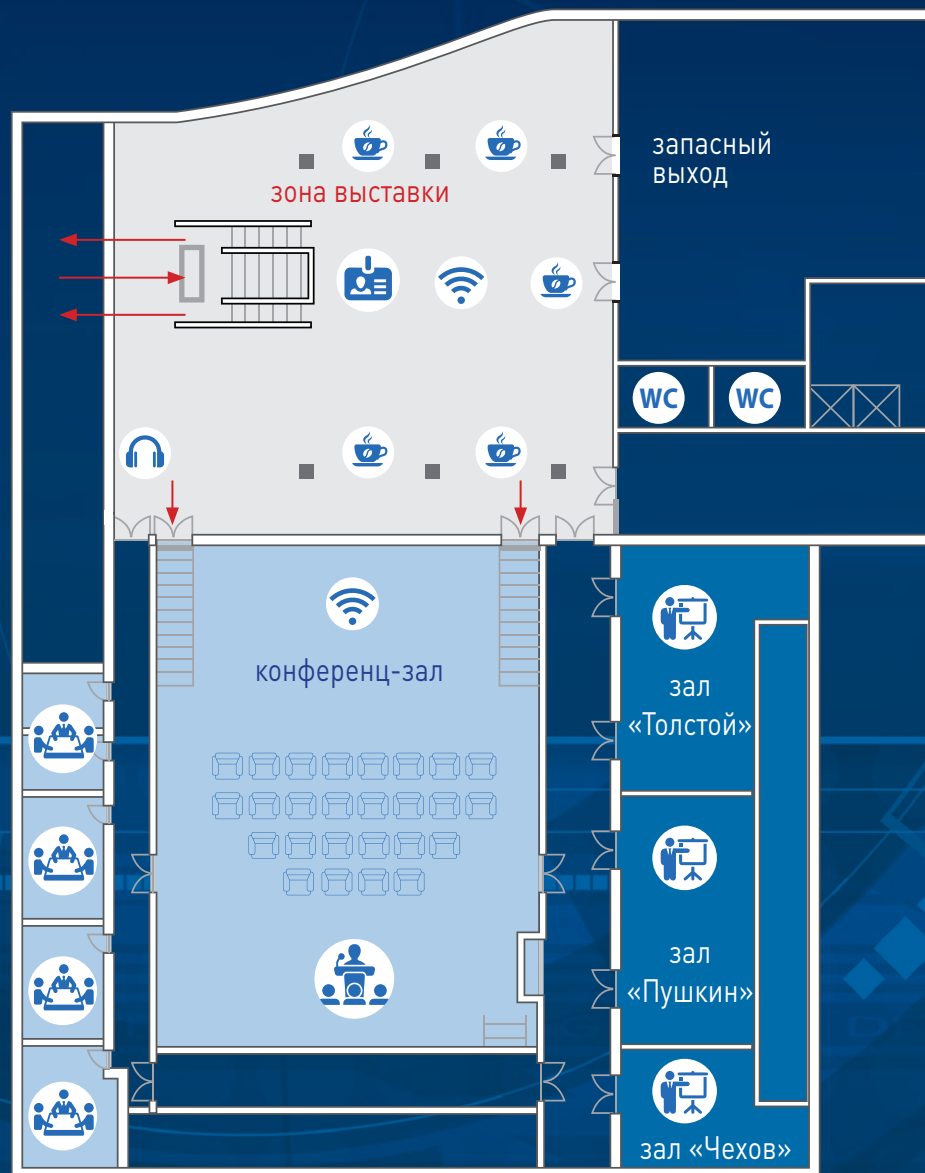 запасный
выход
зона выставки
WC
WC
конференц-зал
зал
«Толстой»
зал
«Пушкин»
зал «Чехов»